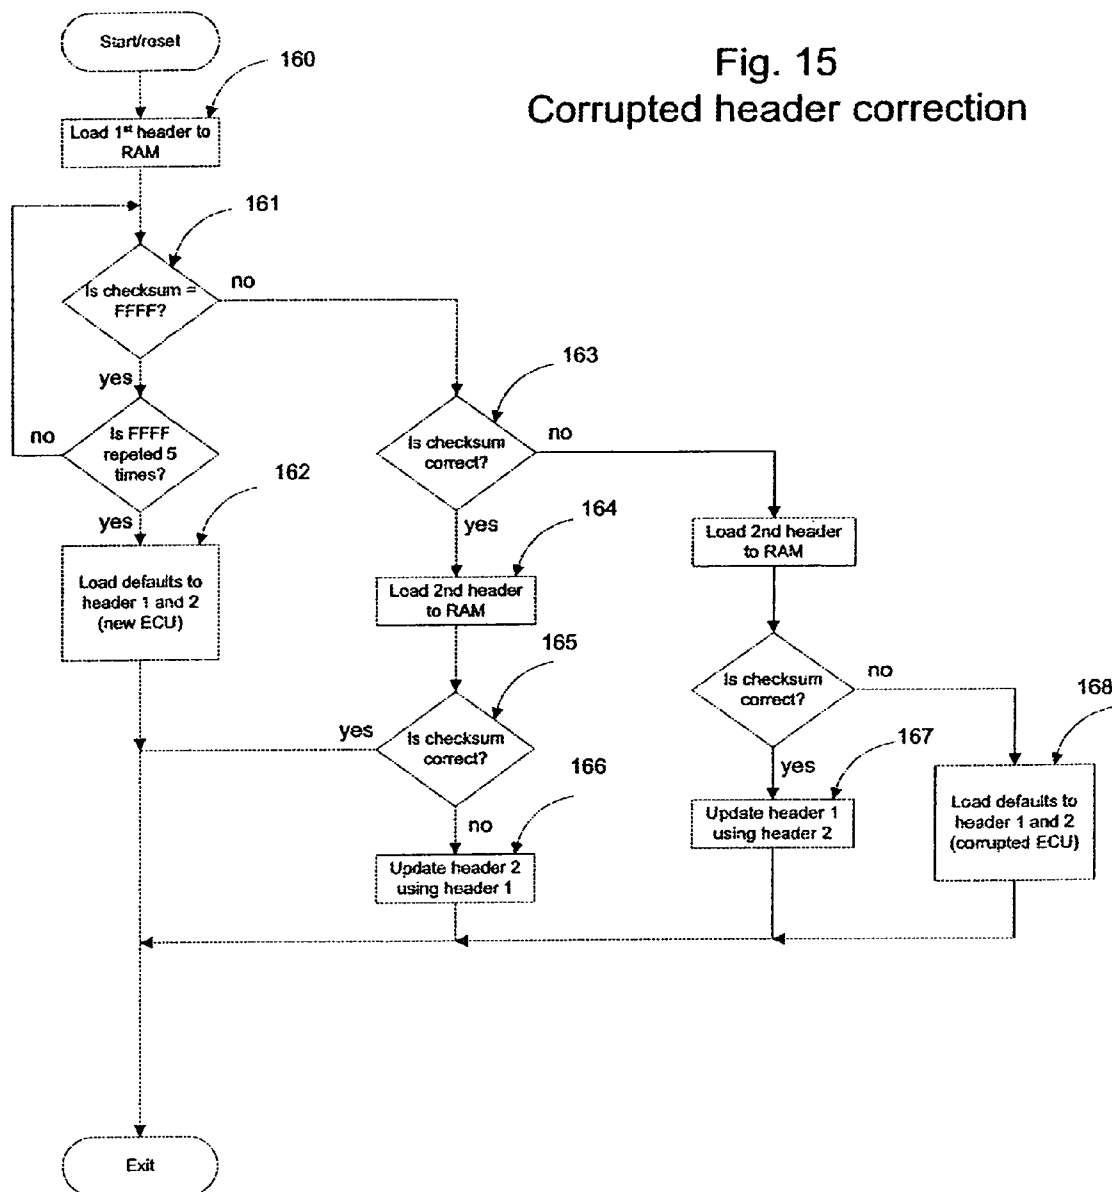 Fig. 15
Corrupted header correction
Start/reset
160
Load 1st header to
RAM
161
Is checksum =
FFFF?
no
yes
163
Is FFFF
repeted 5
times?
no
yes
Is checksum
correct?
no
yes
162
164
Load defaults to
header 1 and 2
(new ECU)
Load 2nd header
to RAM
Load 2nd header
to RAM
165
Is checksum
correct?
yes
no
Is checksum
correct?
no
yes
166
167
168
Update header 2
using header 1
Update header 1
using header 2
Load defaults to
header 1 and 2
(corrupted ECU)
Exit